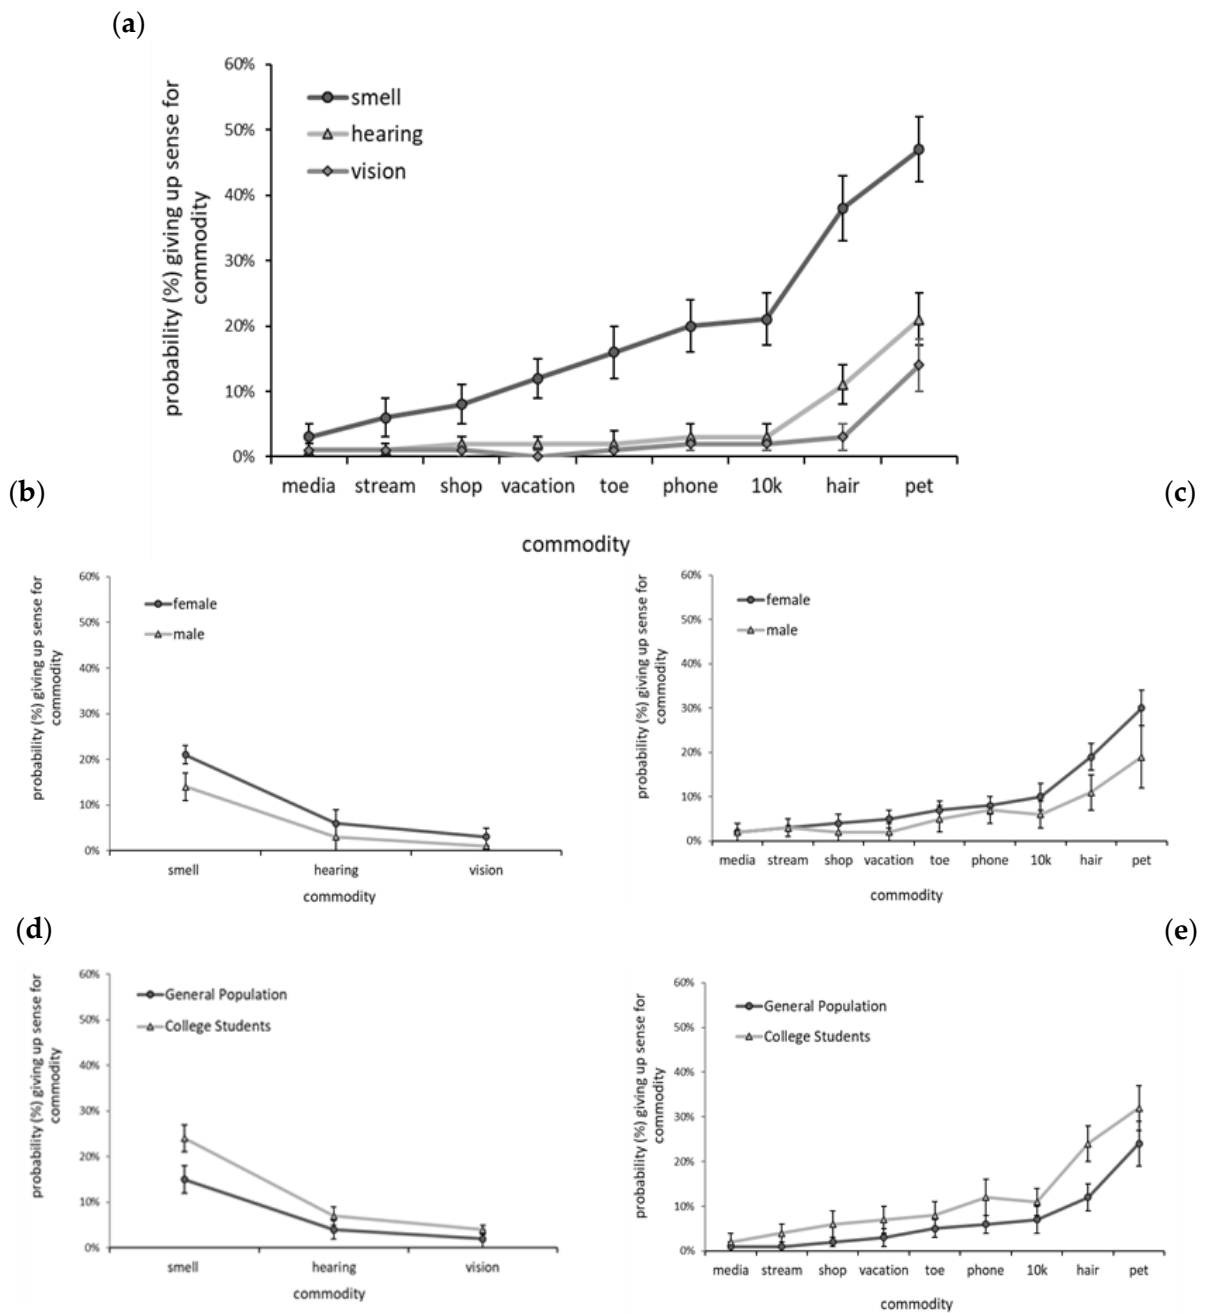 (a)
probability (%) giving up sense for
commodity
60%
50%
40%
30%
20%
10%
0%
smell
hearing
vision
media stream shop vacation toe phone 10k hair pet
commodity
(b)
(c)
probability (%) giving up sense for
commodity
60%
50%
40%
30%
20%
10%
0%
female
male
smell hearing vision
commodity
probability (%) giving up sense for
commodity
60%
50%
40%
30%
20%
10%
0%
female
male
media stream shop vacation toe phone 10k hair pet
commodity
(d)
(e)
probability (%) giving up sense for
commodity
60%
50%
40%
30%
20%
10%
0%
General Population
College Students
smell hearing vision
commodity
probability (%) giving up sense for
commodity
60%
50%
40%
30%
20%
10%
0%
General Population
College Students
media stream shop vacation toe phone 10k hair pet
commodity